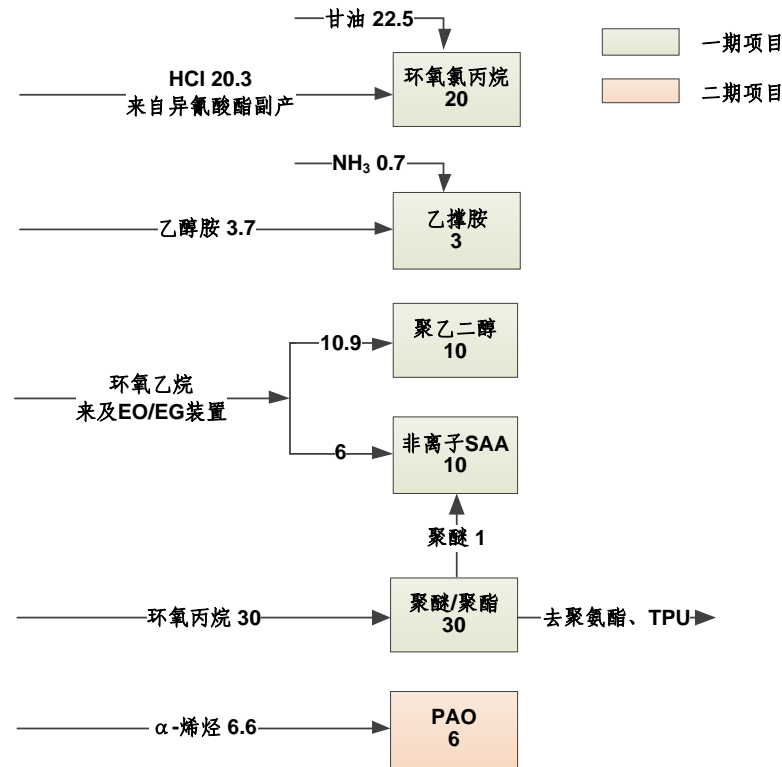 甘油 22.5
一期项目
HCl 20.3
来自异氰酸酯副产
环氧氯丙烷
20
二期项目
NH₃ 0.7
乙醇胺 3.7
乙撑胺
3
聚乙二醇
10
10.9
环氧乙烷
来及EO/EG装置
6
非离子SAA
10
聚醚 1
环氧丙烷 30
聚醚/聚酯
30
去聚氨酯、TPU
α-烯烃 6.6
PAO
6